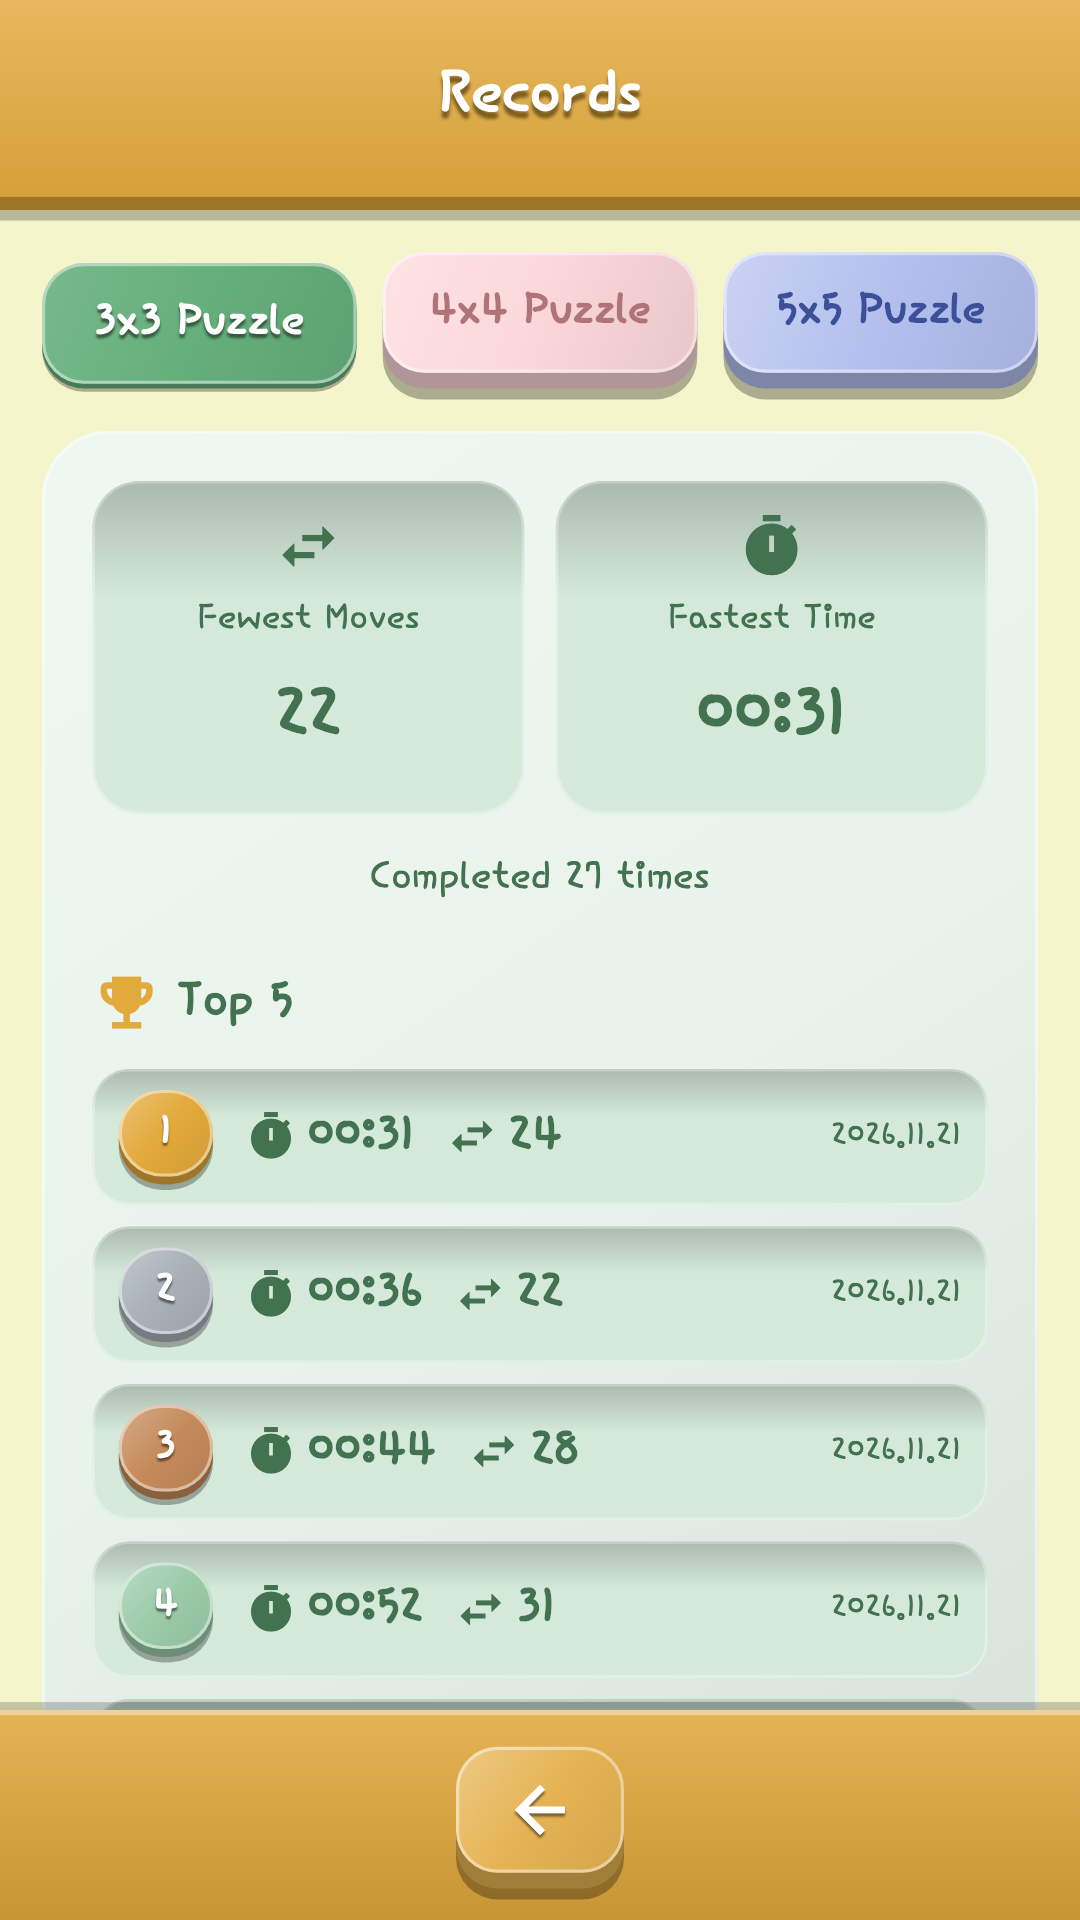 Records
3x3 Puzzle 4x4 Puzzle 5x5 Puzzle
Fewest Moves Fastest Time
22 00:31
Completed 27 times
Top 5
1 00:31 24 2026.11.21
2 00:36 22 2026.11.21
3 00:44 28 2026.11.21
4 00:52 31 2026.11.21